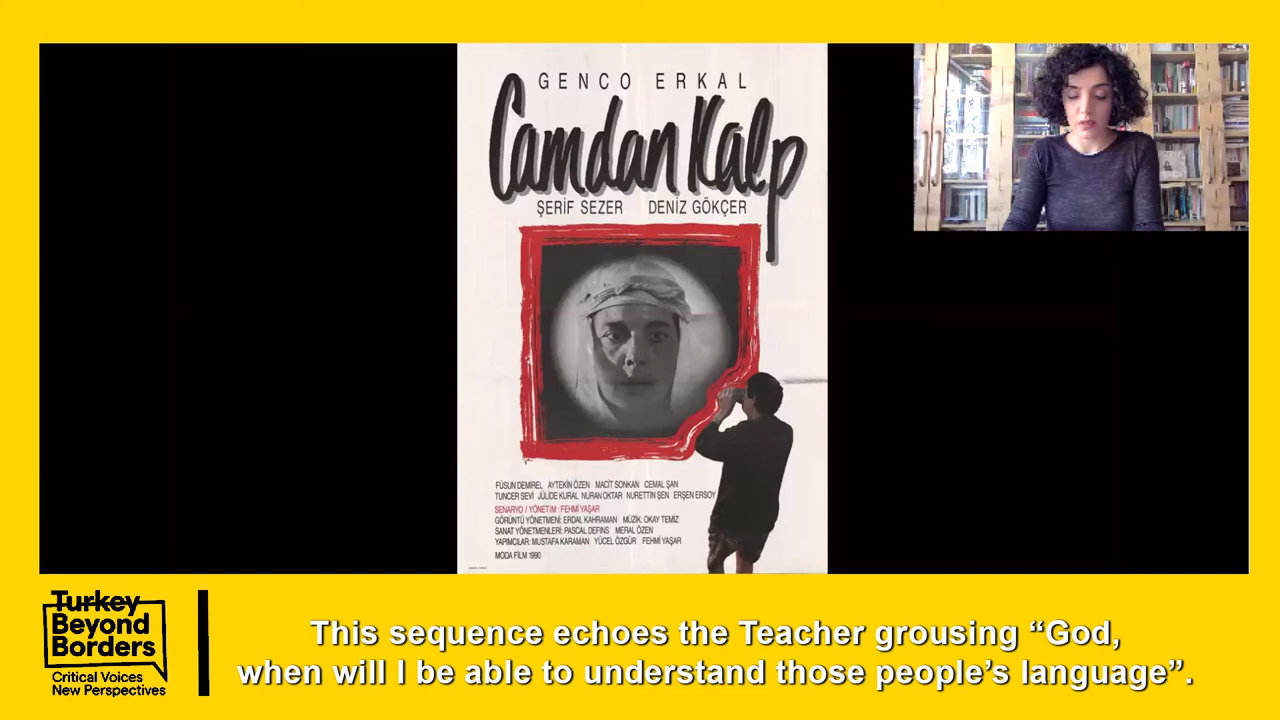 GENCO ERKAL
Camdan Kalp
ŞERİF SEZER DENİZ GÖKÇER
FÜSUN DEMİREL AYTEKİN ÖZEN MACİT SONKAN CEMAL ŞAN
TUNCER SEVİ JÜLİDE KURAL NURAN OKTAR NURETTİN ŞEN ERŞEN ERSOY
SENARYO / YÖNETİM: FEHMİ YAŞAR
GÖRÜNTÜ YÖNETMENİ: ERDAL KAHRAMAN MÜZİK: OKAY TEMİZ
SANAT YÖNETMENLERİ: PASCAL DEFINS MERAL ÖZEN
YAPIMCILAR: MUSTAFA KARAMAN YÜCEL ÖZGÜR FEHMİ YAŞAR
MODA FİLM 1990
Turkey
Beyond
Borders
Critical Voices
New Perspectives
This sequence echoes the Teacher grousing “God,
when will I be able to understand those people’s language”.